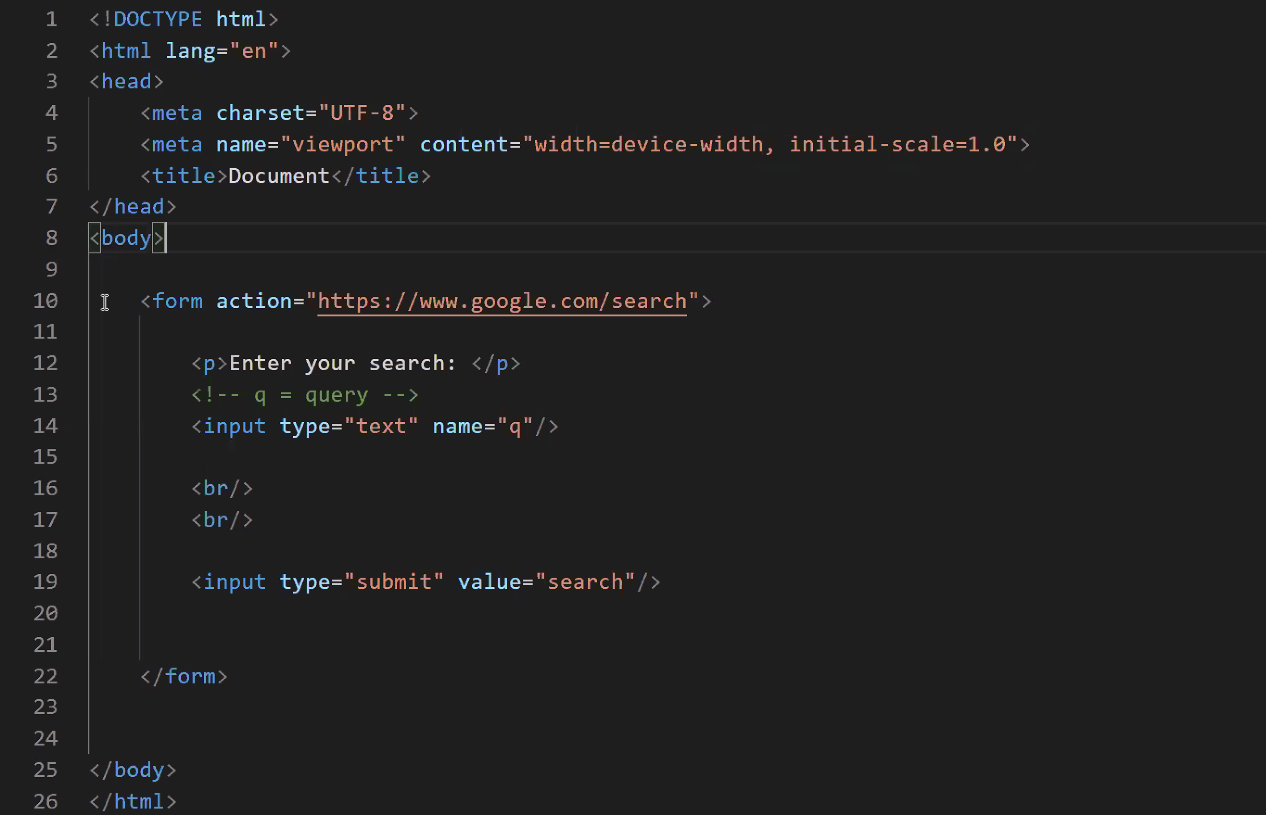 1 <!DOCTYPE html>
2 <html lang="en">
3 <head>
4     <meta charset="UTF-8">
5     <meta name="viewport" content="width=device-width, initial-scale=1.0">
6     <title>Document</title>
7 </head>
8 <body>
9
10     <form action="https://www.google.com/search">
11
12         <p>Enter your search: </p>
13         <!-- q = query -->
14         <input type="text" name="q"/>
15
16         <br/>
17         <br/>
18
19         <input type="submit" value="search"/>
20
21
22     </form>
23
24
25 </body>
26 </html>